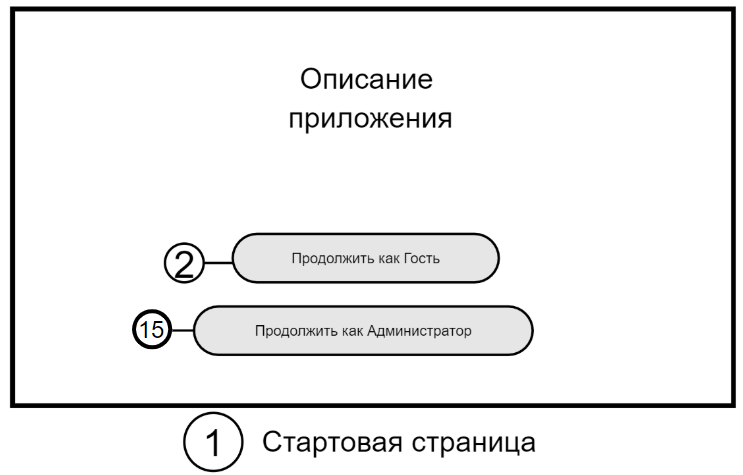 Описание
приложения
2
Продолжить как Гость
15
Продолжить как Администратор
1 Стартовая страница